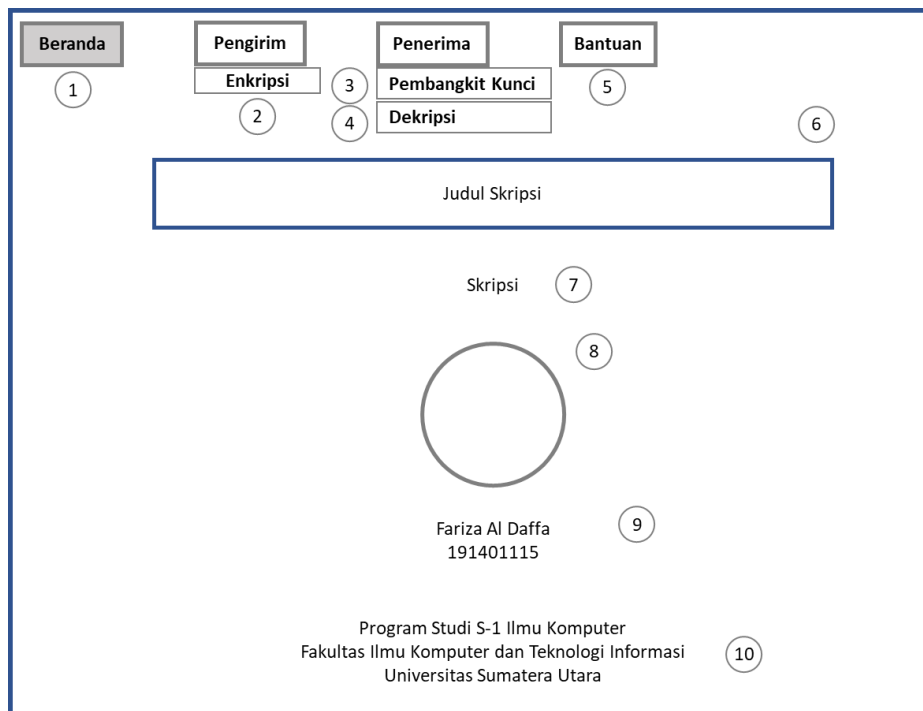 Beranda
Pengirim
Penerima
Bantuan
1
Enkripsi
3
Pembangkit Kunci
5
2
4
Dekripsi
6
Judul Skripsi
Skripsi
7
8
9
Fariza Al Daffa
191401115
Program Studi S-1 Ilmu Komputer
Fakultas Ilmu Komputer dan Teknologi Informasi
10
Universitas Sumatera Utara